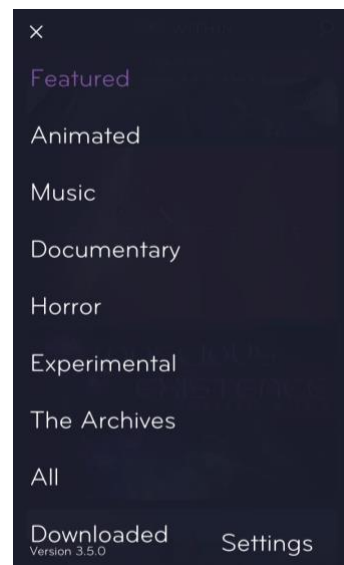 Featured
Animated
Music
Documentary
Horror
Experimental
The Archives
All
Downloaded
Settings
Version 3.5.0